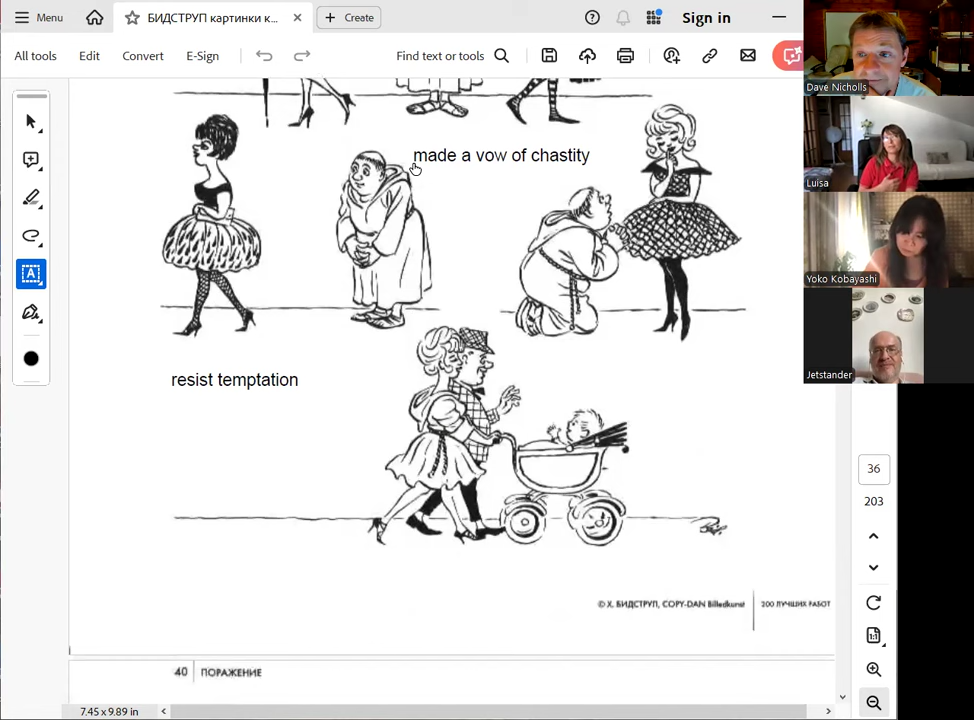 Menu
БИДСТРУП картинки к...
Create
Sign in
All tools
Edit
Convert
E-Sign
Find text or tools
Dave Nicholls
made a vow of chastity
Luisa
Yoko Kobayashi
resist temptation
Jetstander
36
203
© Х. БИДСТРУП, COPY-DAN Billedkunst
200 ЛУЧШИХ РАБОТ
40 ПОРАЖЕНИЕ
1:1
7.45 x 9.89 in